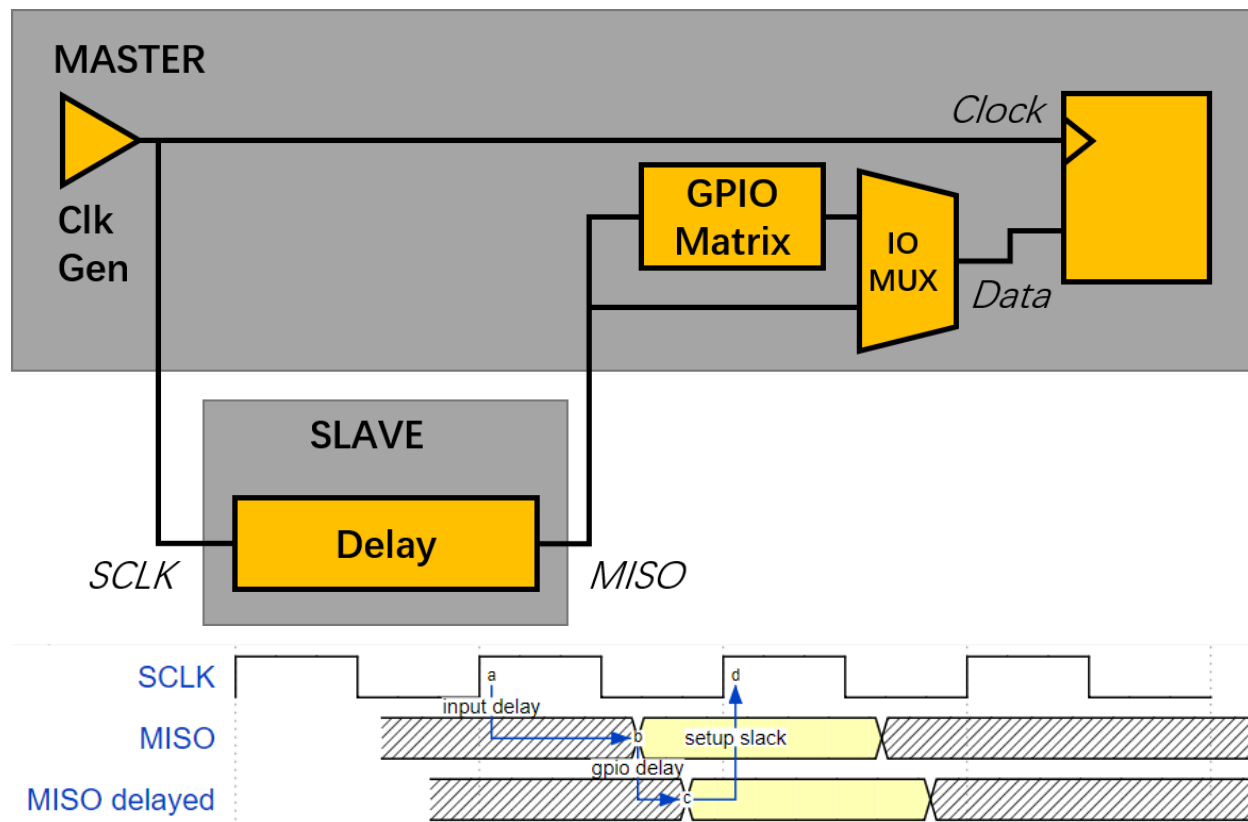 MASTER
Clk
Gen
Clock
GPIO
Matrix
IO
MUX
Data
SLAVE
Delay
SCLK
MISO
SCLK
a
d
input delay
MISO
b
setup slack
gpio delay
MISO delayed
c